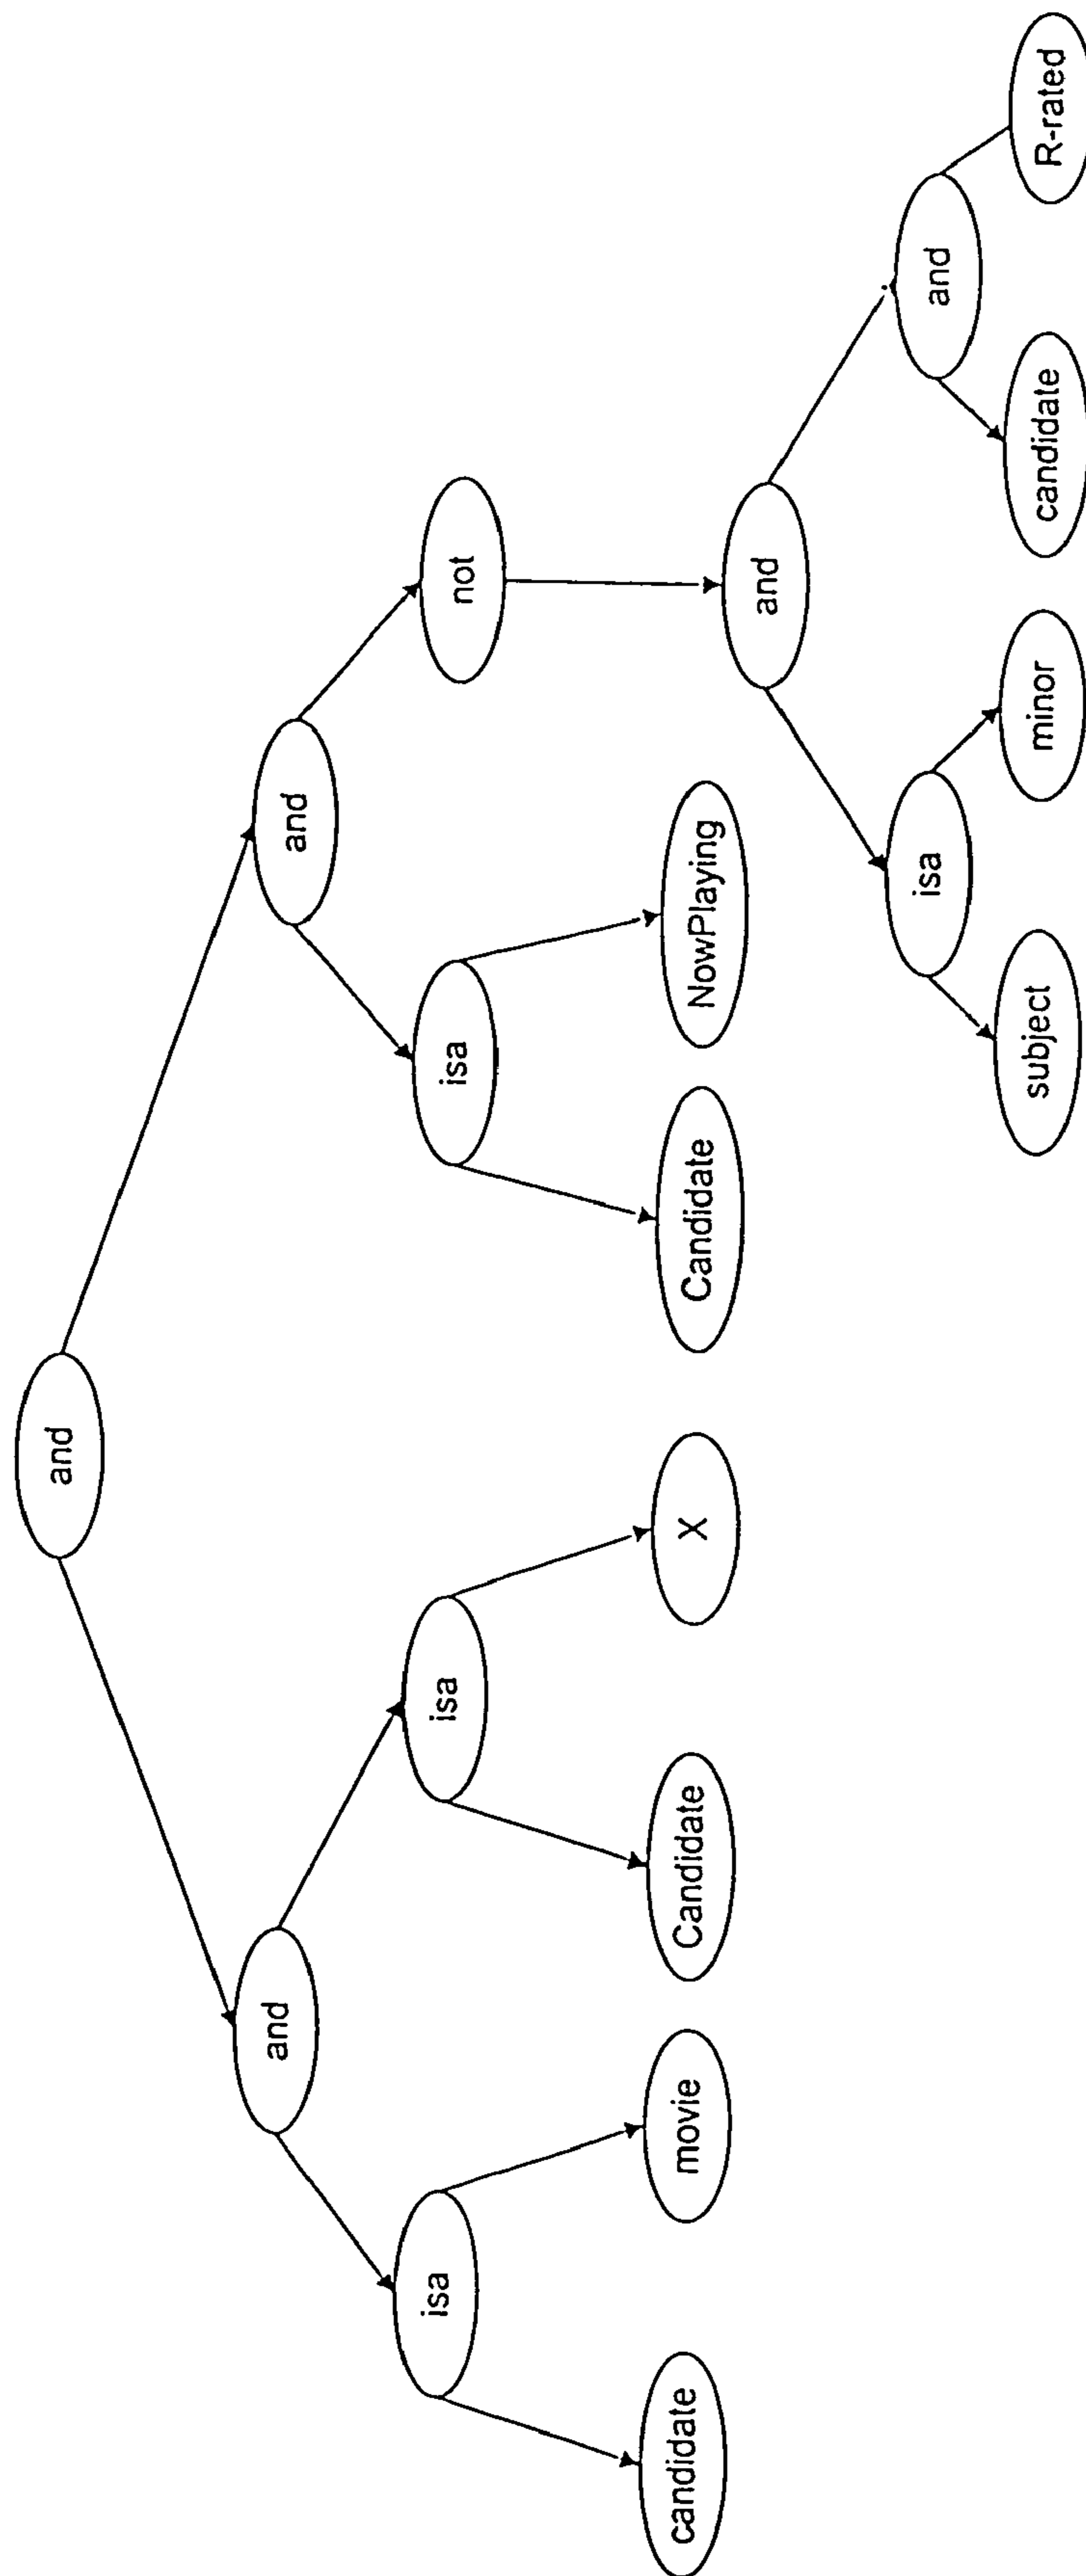 and
and
and
isa
isa
isa
not
candidate
movie
Candidate
X
Candidate
NowPlaying
and
isa
and
subject
minor
candidate
R-rated